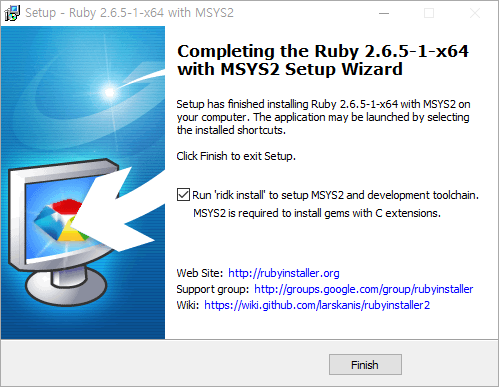 Setup - Ruby 2.6.5-1-x64 with MSYS2
Completing the Ruby 2.6.5-1-x64
with MSYS2 Setup Wizard
Setup has finished installing Ruby 2.6.5-1-x64 with MSYS2 on
your computer. The application may be launched by selecting
the installed shortcuts.
Click Finish to exit Setup.
Run 'ridk install' to setup MSYS2 and development toolchain.
MSYS2 is required to install gems with C extensions.
Web Site: http://rubyinstaller.org
Support group: http://groups.google.com/group/rubyinstaller
Wiki: https://wiki.github.com/larskanis/rubyinstaller2
Finish